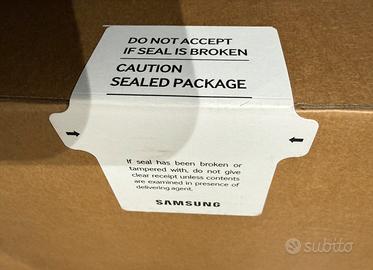 DO NOT ACCEPT
IF SEAL IS BROKEN
CAUTION
SEALED PACKAGE
If seal has been broken or
tampered with, do not give
clear receipt unless contents
are examined in presence of
delivering agent.
SAMSUNG
subito